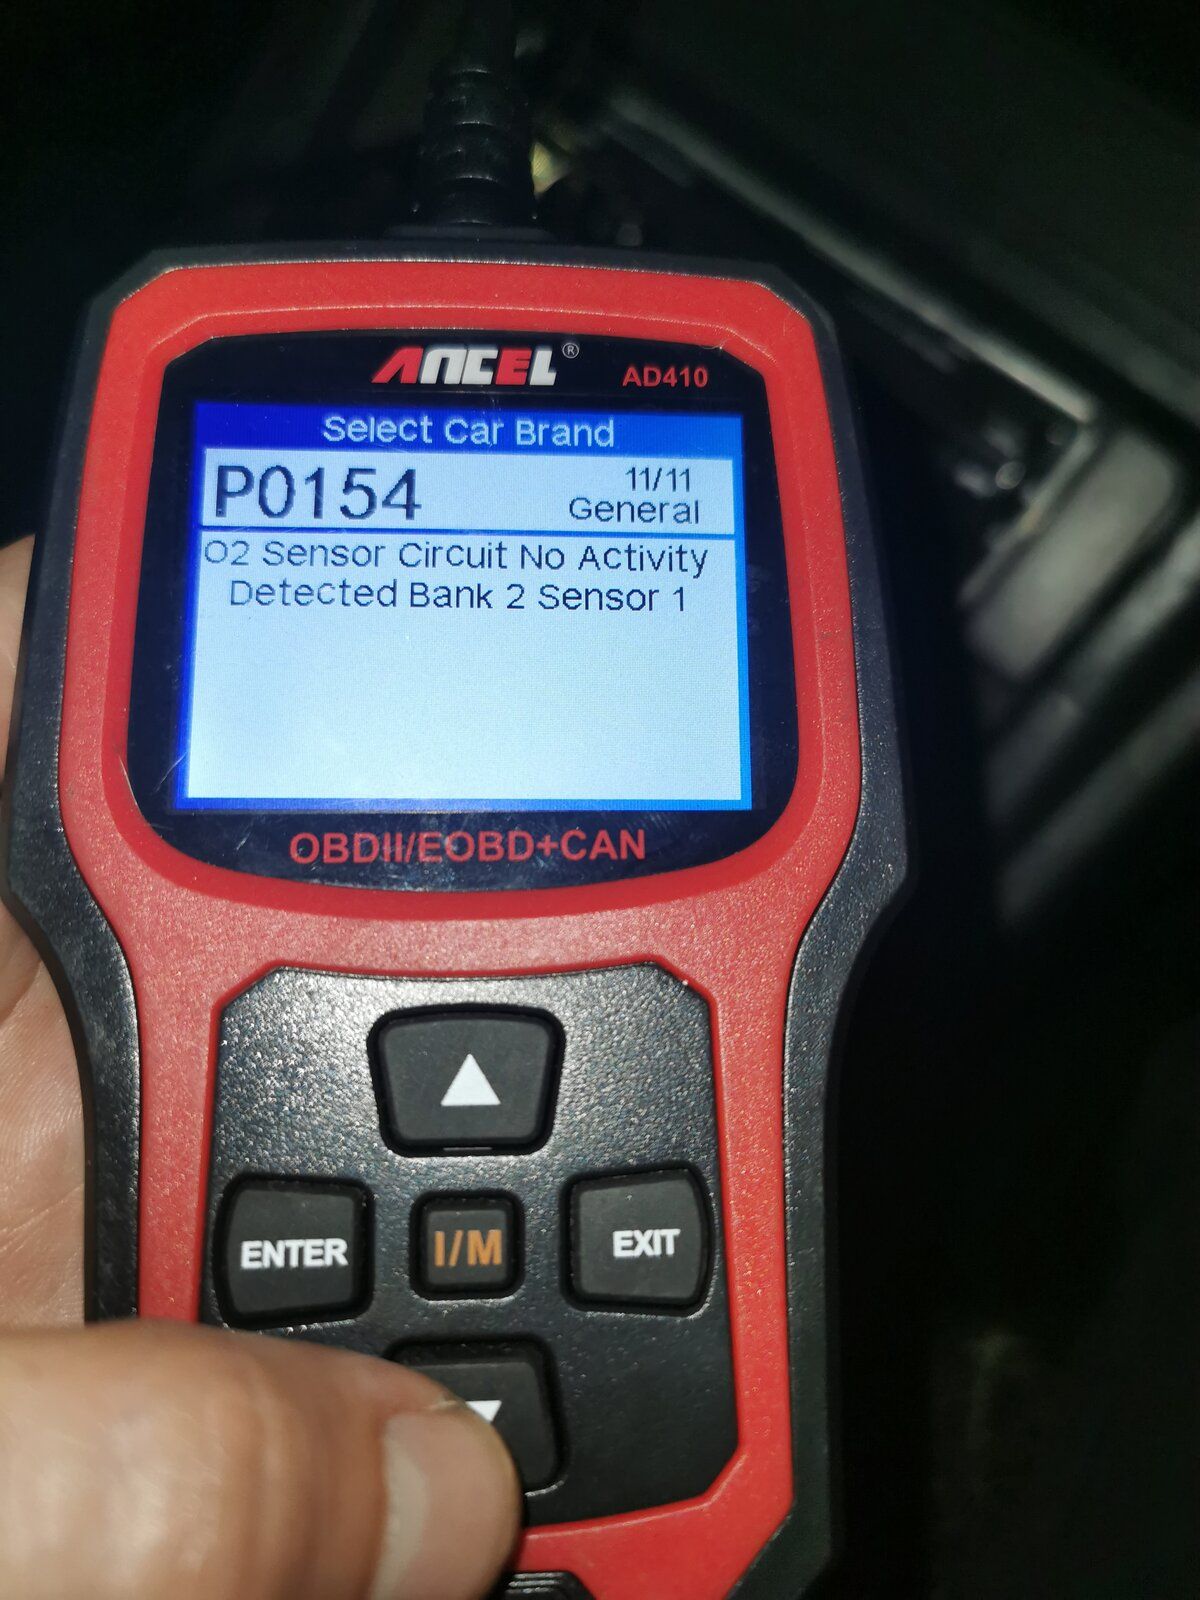 ANCEL®
AD410
Select Car Brand
P0154
11/11
General
O2 Sensor Circuit No Activity
Detected Bank 2 Sensor 1
OBDII/EOBD+CAN
ENTER
I/M
EXIT